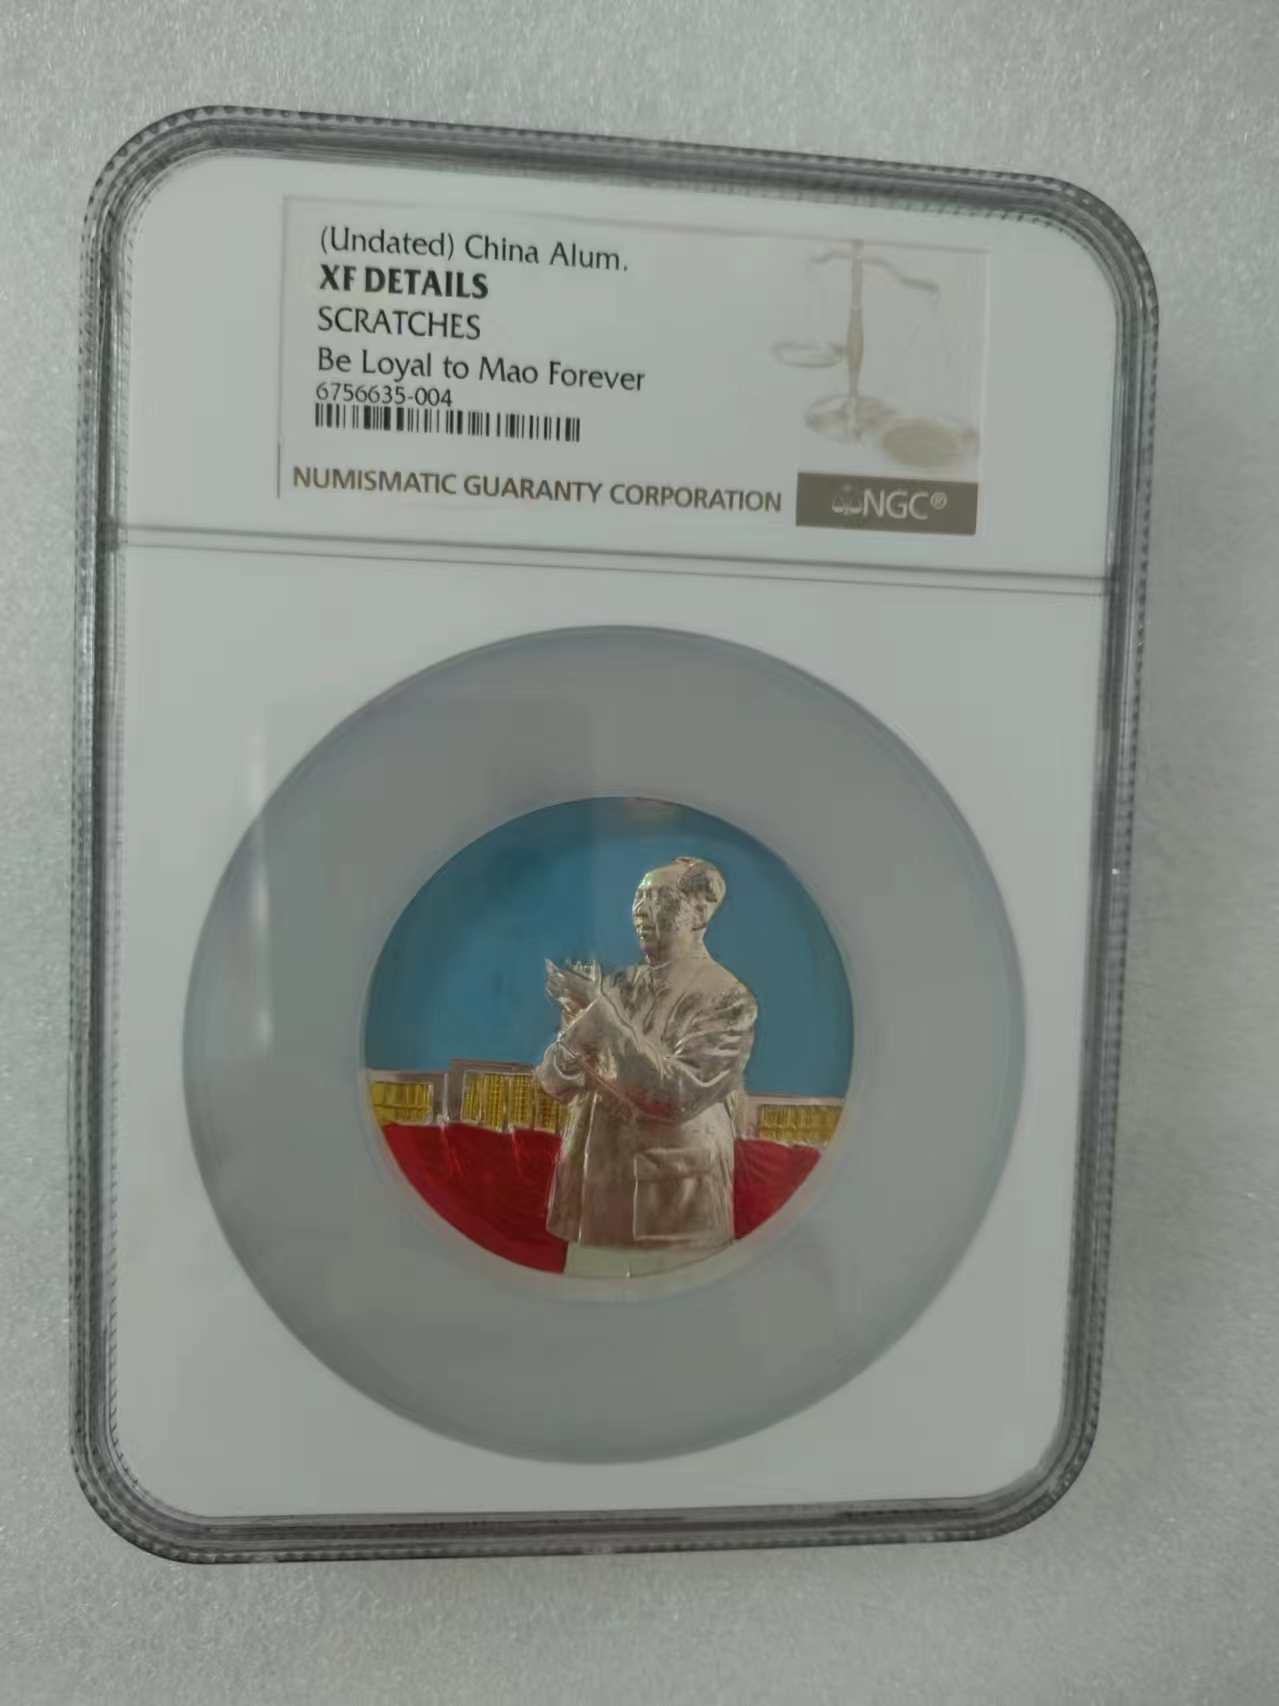 (Undated) China Alum.
XF DETAILS
SCRATCHES
Be Loyal to Mao Forever
6756635-004
NUMISMATIC GUARANTY CORPORATION
NGC®